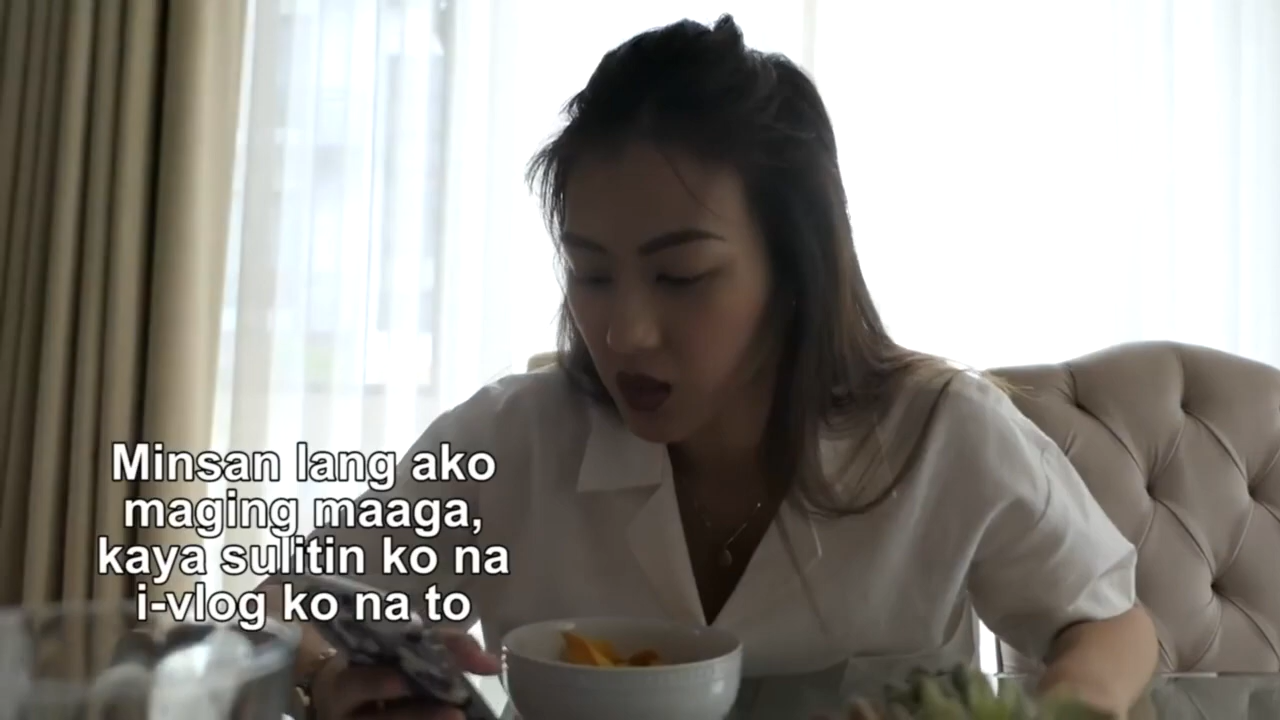 Minsan lang ako
maging maaga,
kaya sulitin ko na
i-vlog ko na to